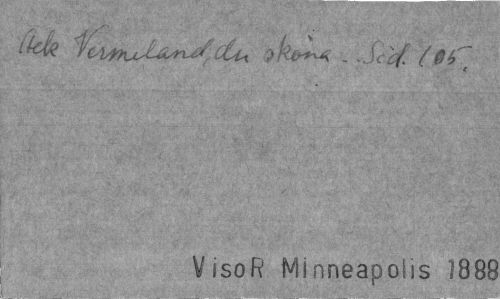 Ack Vermeland, du sköna - Sid. 105.
VisoR MInneapolis 1888